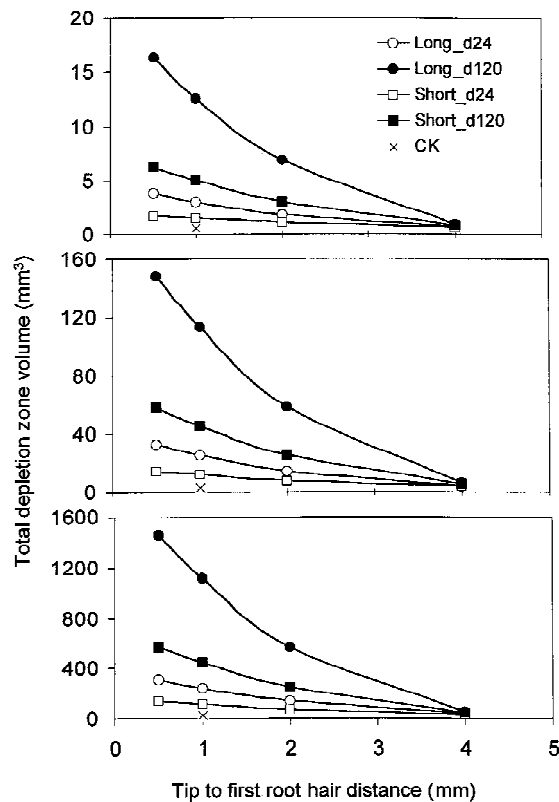 20
15
10
5
0
Long_d24
Long_d120
Short_d24
Short_d120
CK
160
120
80
40
0
1600
1200
800
400
0
0 1 2 3 4 5
Total depletion zone volume (mm³)
Tip to first root hair distance (mm)